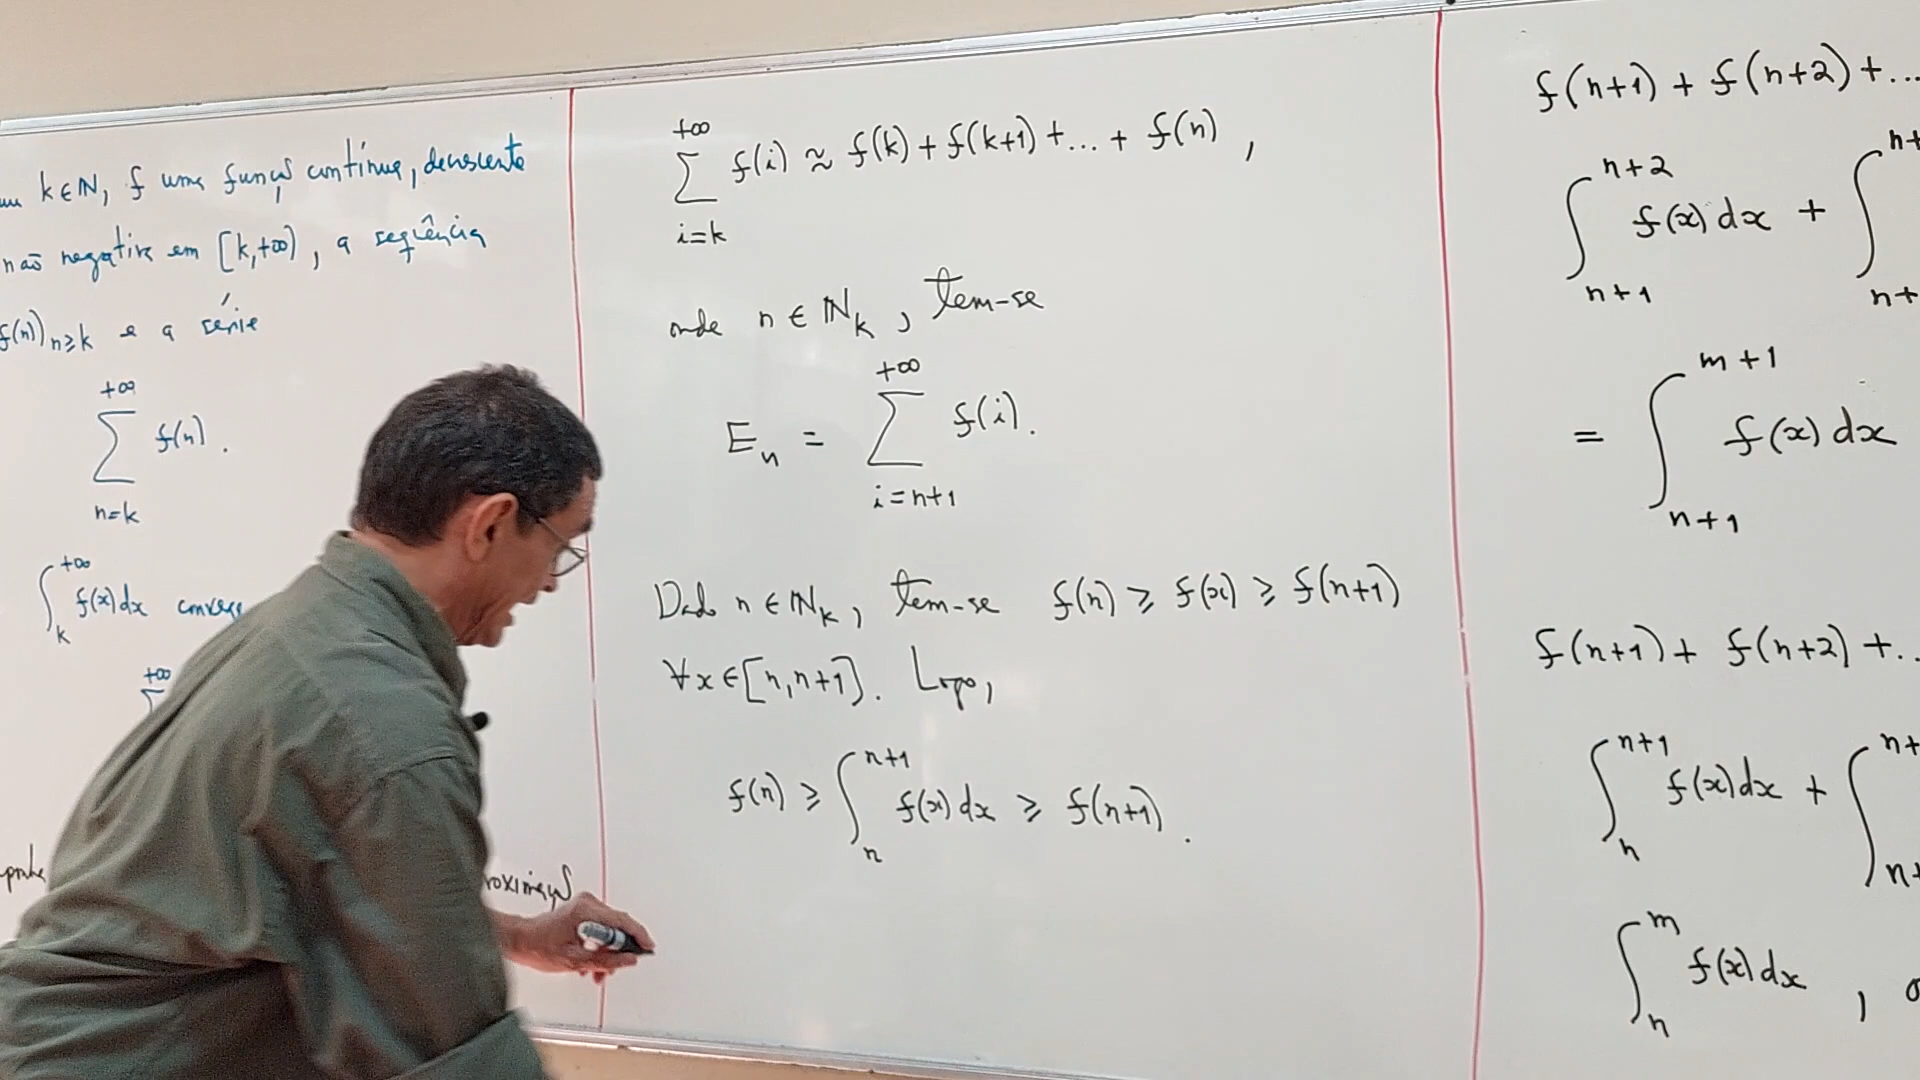 k ∈ ℕ, f uma função contínua, decrescente
não negativa em [k,+∞), a seqüência
f(n))_{n≥k} e a série
+∞
∑ f(n).
n=k
+∞
∫ f(x)dx converge
k
+∞
+∞
∑ f(i) ≈ f(k) + f(k+1) + ... + f(n) ,
i=k
onde n ∈ ℕ_k , tem-se
+∞
E_n = ∑ f(i).
i=n+1
Dado n ∈ ℕ_k, tem-se f(n) ≥ f(x) ≥ f(n+1)
∀x ∈ [n,n+1]. Logo,
n+1
f(n) ≥ ∫ f(x) dx ≥ f(n+1) .
n
f(n+1) + f(n+2) + ...
n+2 n+
∫ f(x) dx + ∫
n+1 n+
m+1
= ∫ f(x) dx
n+1
f(n+1) + f(n+2) + ..
n+1 n+
∫ f(x)dx + ∫
n n+
m
∫ f(x)dx ,
n